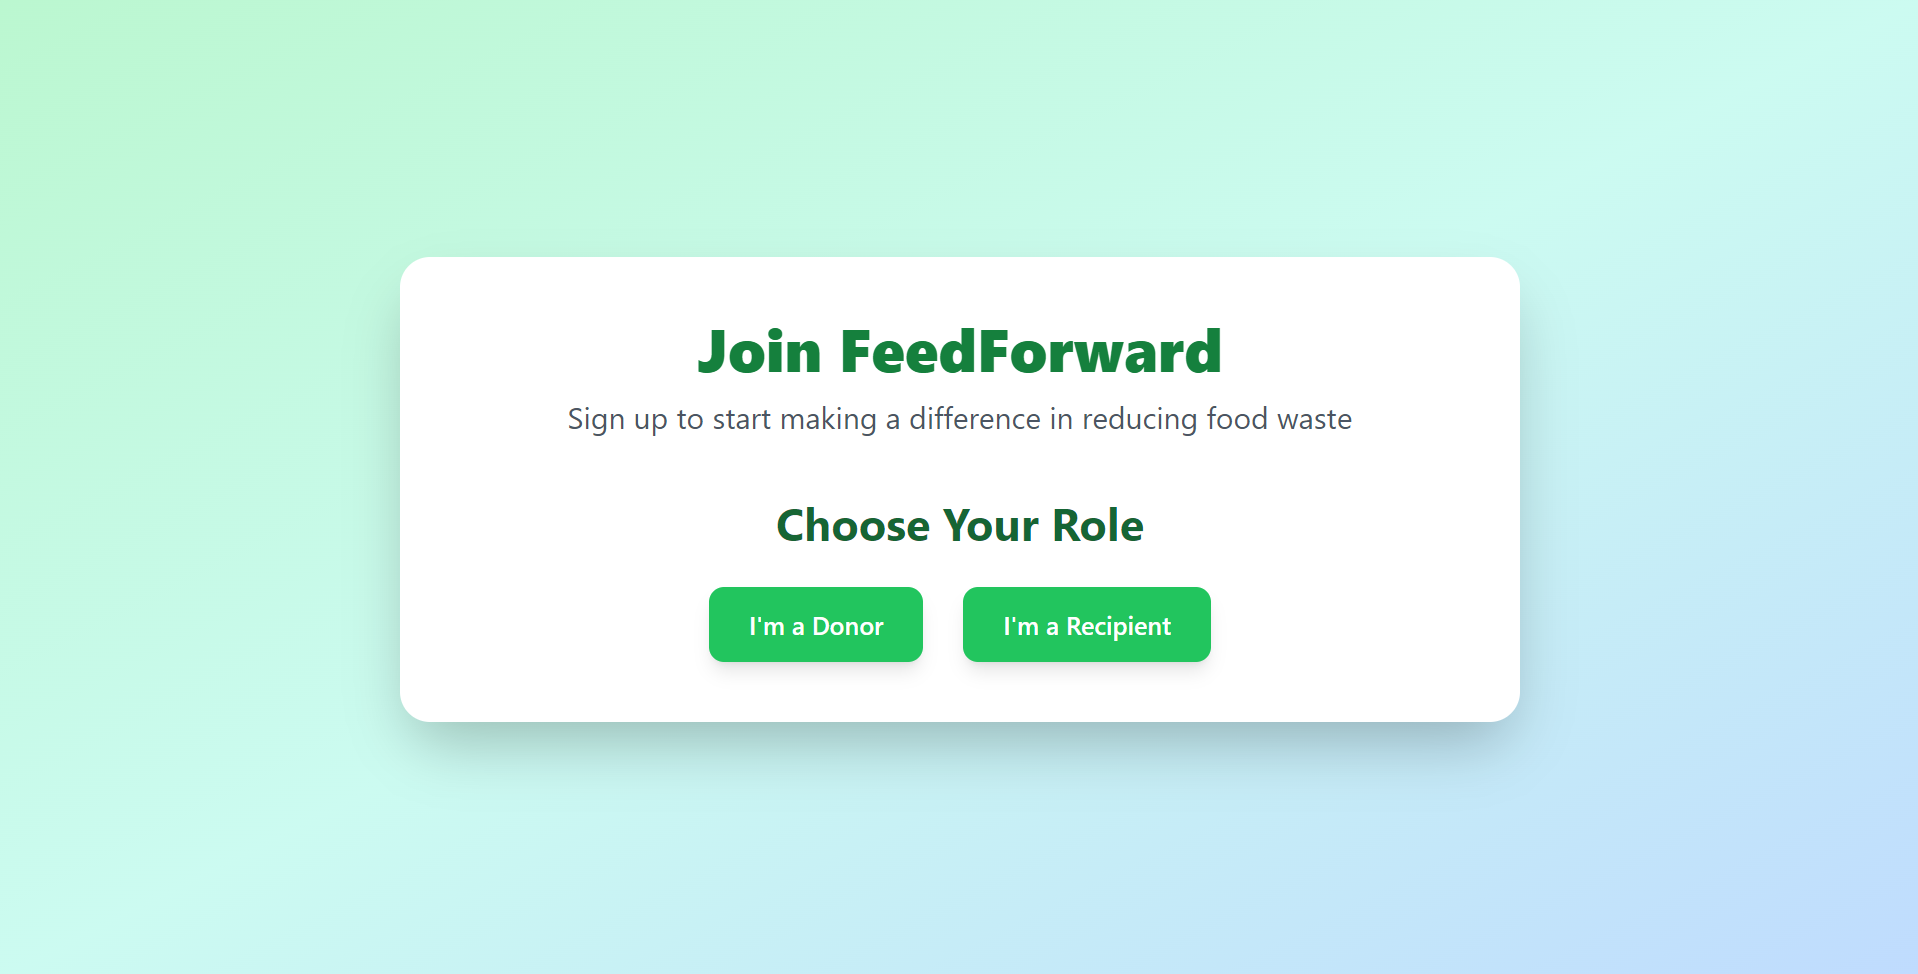 Join FeedForward
Sign up to start making a difference in reducing food waste
Choose Your Role
I'm a Donor
I'm a Recipient